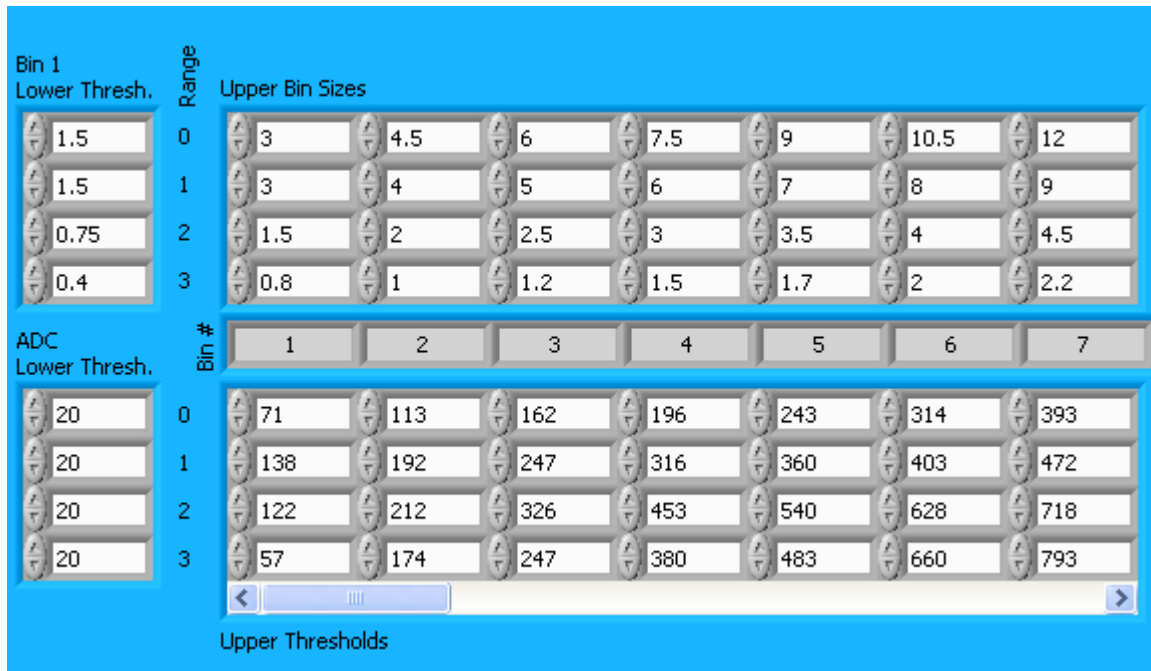 Bin 1
Lower Thresh.
Range
Upper Bin Sizes
1.5 0 3 4.5 6 7.5 9 10.5 12
1.5 1 3 4 5 6 7 8 9
0.75 2 1.5 2 2.5 3 3.5 4 4.5
0.4 3 0.8 1 1.2 1.5 1.7 2 2.2
ADC
Lower Thresh.
Bin # 1 2 3 4 5 6 7
20 0 71 113 162 196 243 314 393
20 1 138 192 247 316 360 403 472
20 2 122 212 326 453 540 628 718
20 3 57 174 247 380 483 660 793
Upper Thresholds